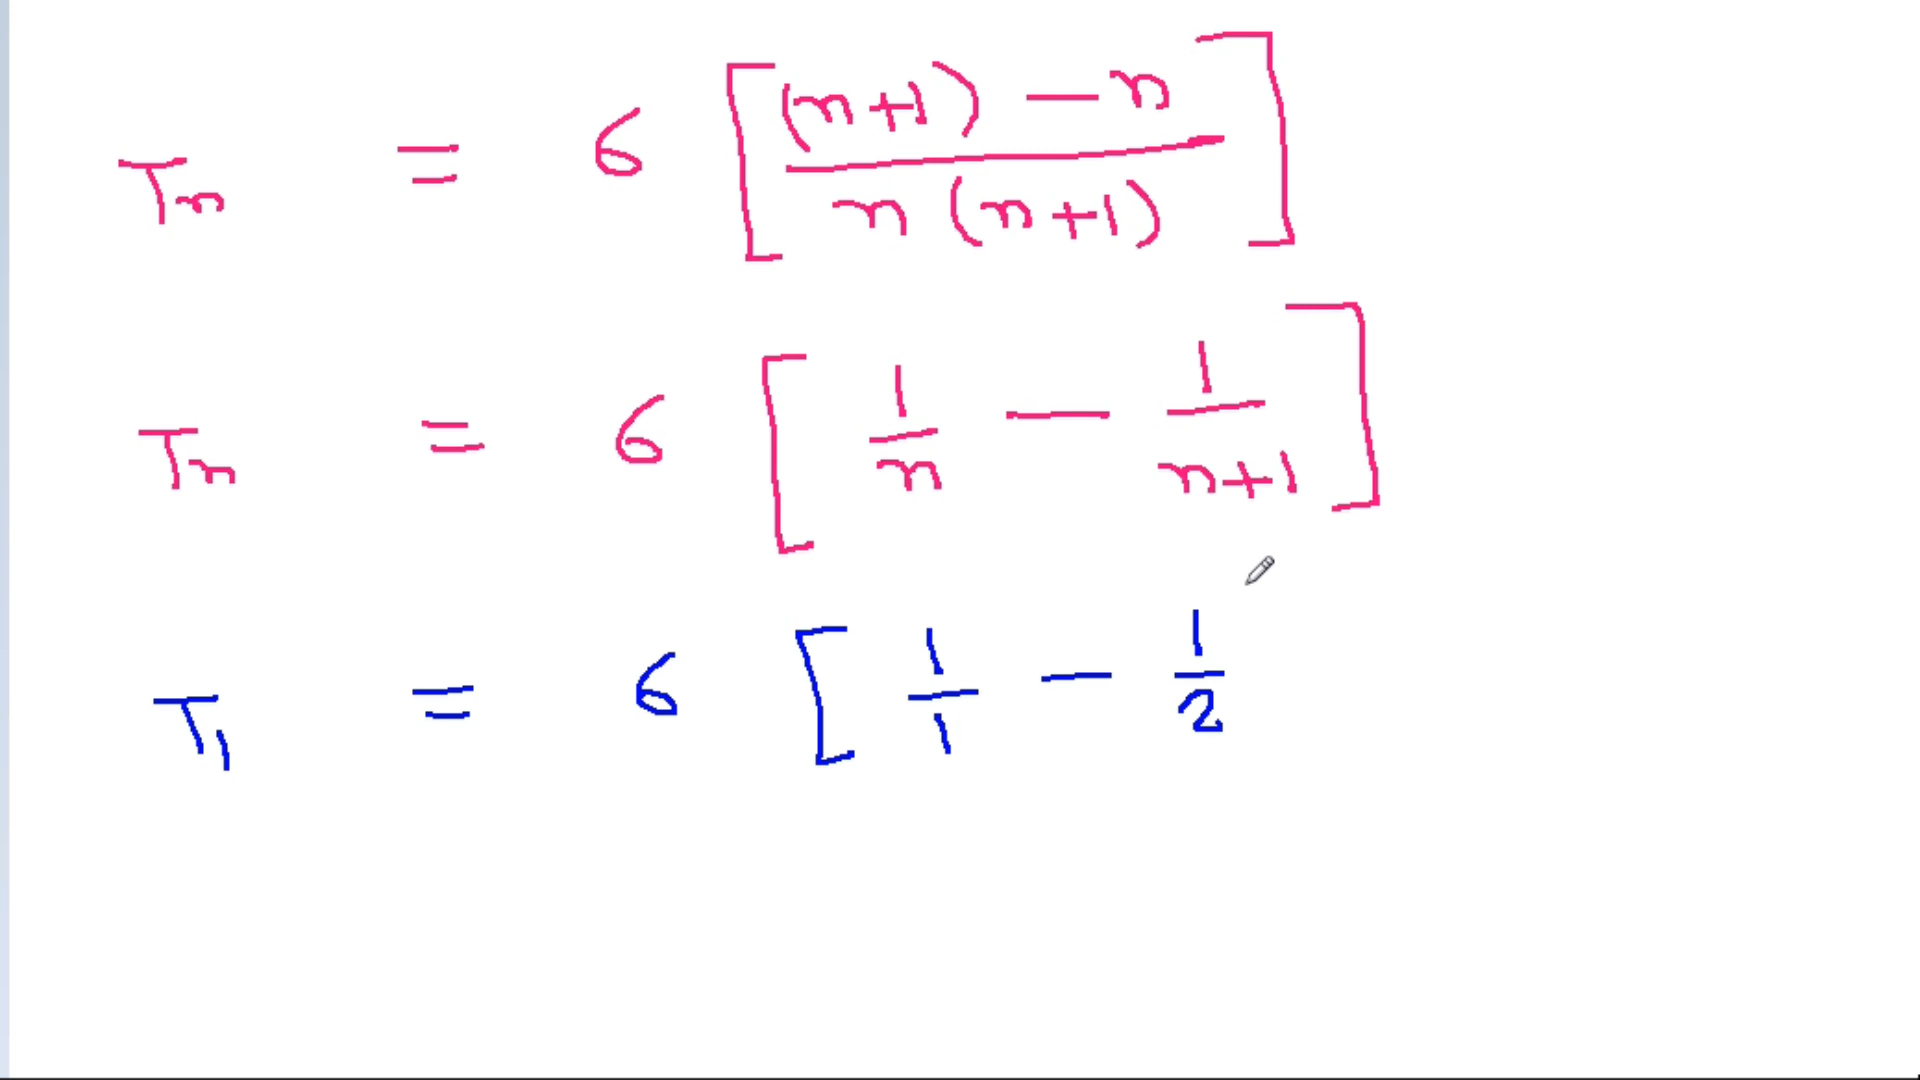 Tn = 6 [ ((n+1) − n) / (n (n+1)) ]
Tn = 6 [ 1/n − 1/(n+1) ]
T1 = 6 [ 1/1 − 1/2